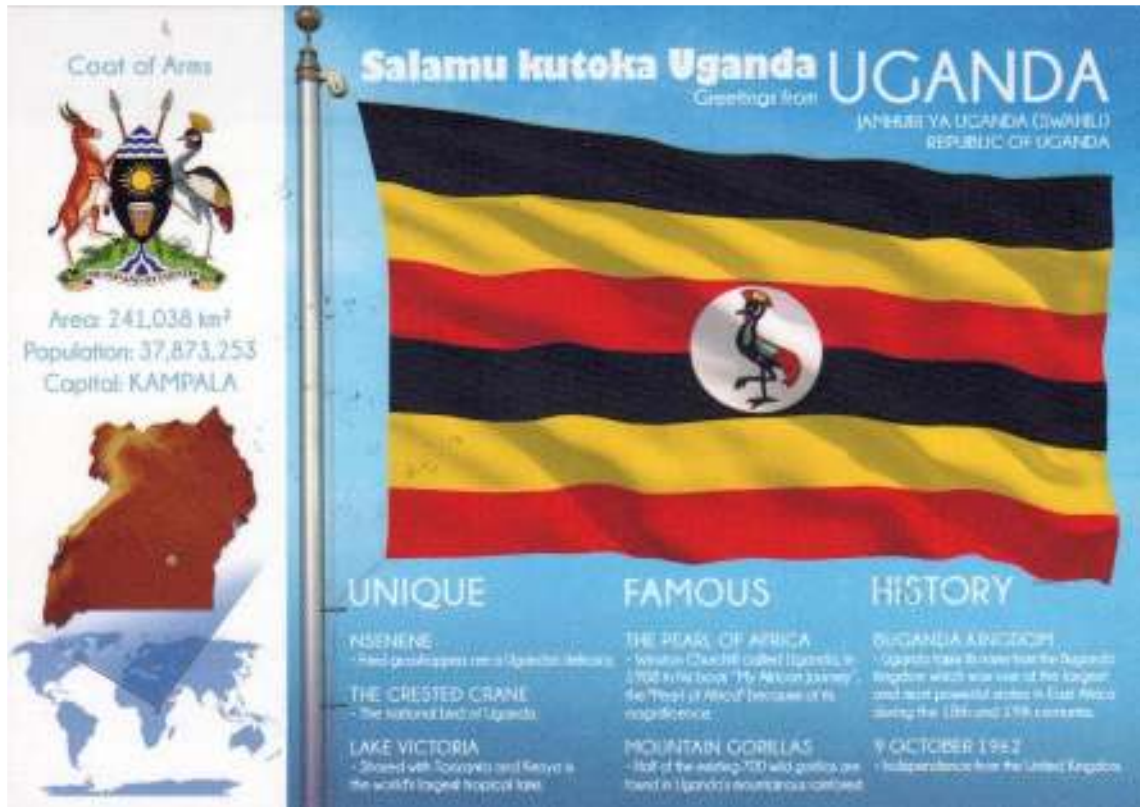 Coat of Arms
Area: 241,038 km²
Population: 37,873,253
Capital: KAMPALA
Salamu kutoka Uganda
Greetings from
UGANDA
JAMHURI YA UGANDA (SWAHILI)
REPUBLIC OF UGANDA
UNIQUE
NSENENE
- Fried grasshoppers are a Ugandan delicacy.
THE CRESTED CRANE
- The national bird of Uganda.
LAKE VICTORIA
- Shared with Tanzania and Kenya is
the world's largest tropical lake.
FAMOUS
THE PEARL OF AFRICA
- Winston Churchill called Uganda, in
1908 in his book "My African Journey",
the "Pearl of Africa" because of its
magnificence.
MOUNTAIN GORILLAS
- Half of the existing 700 wild gorillas are
found in Uganda's mountainous rainforest.
HISTORY
BUGANDA KINGDOM
- Uganda takes its name from the Buganda
kingdom which was one of the largest
and most powerful states in East Africa
during the 18th and 19th centuries.
9 OCTOBER 1962
- Independence from the United Kingdom